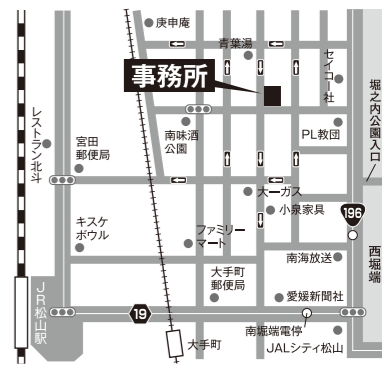 庚申庵
青葉湯
事務所
セイコー社
堀之内公園入口
レストラン北斗
宮田
郵便局
南味酒
公園
PL教団
大一ガス
小泉家具
196
キスケ
ボウル
ファミリー
マート
南海放送
西堀端
大手町
郵便局
愛媛新聞社
JR松山駅
19
南堀端電停
大手町
JALシティ松山